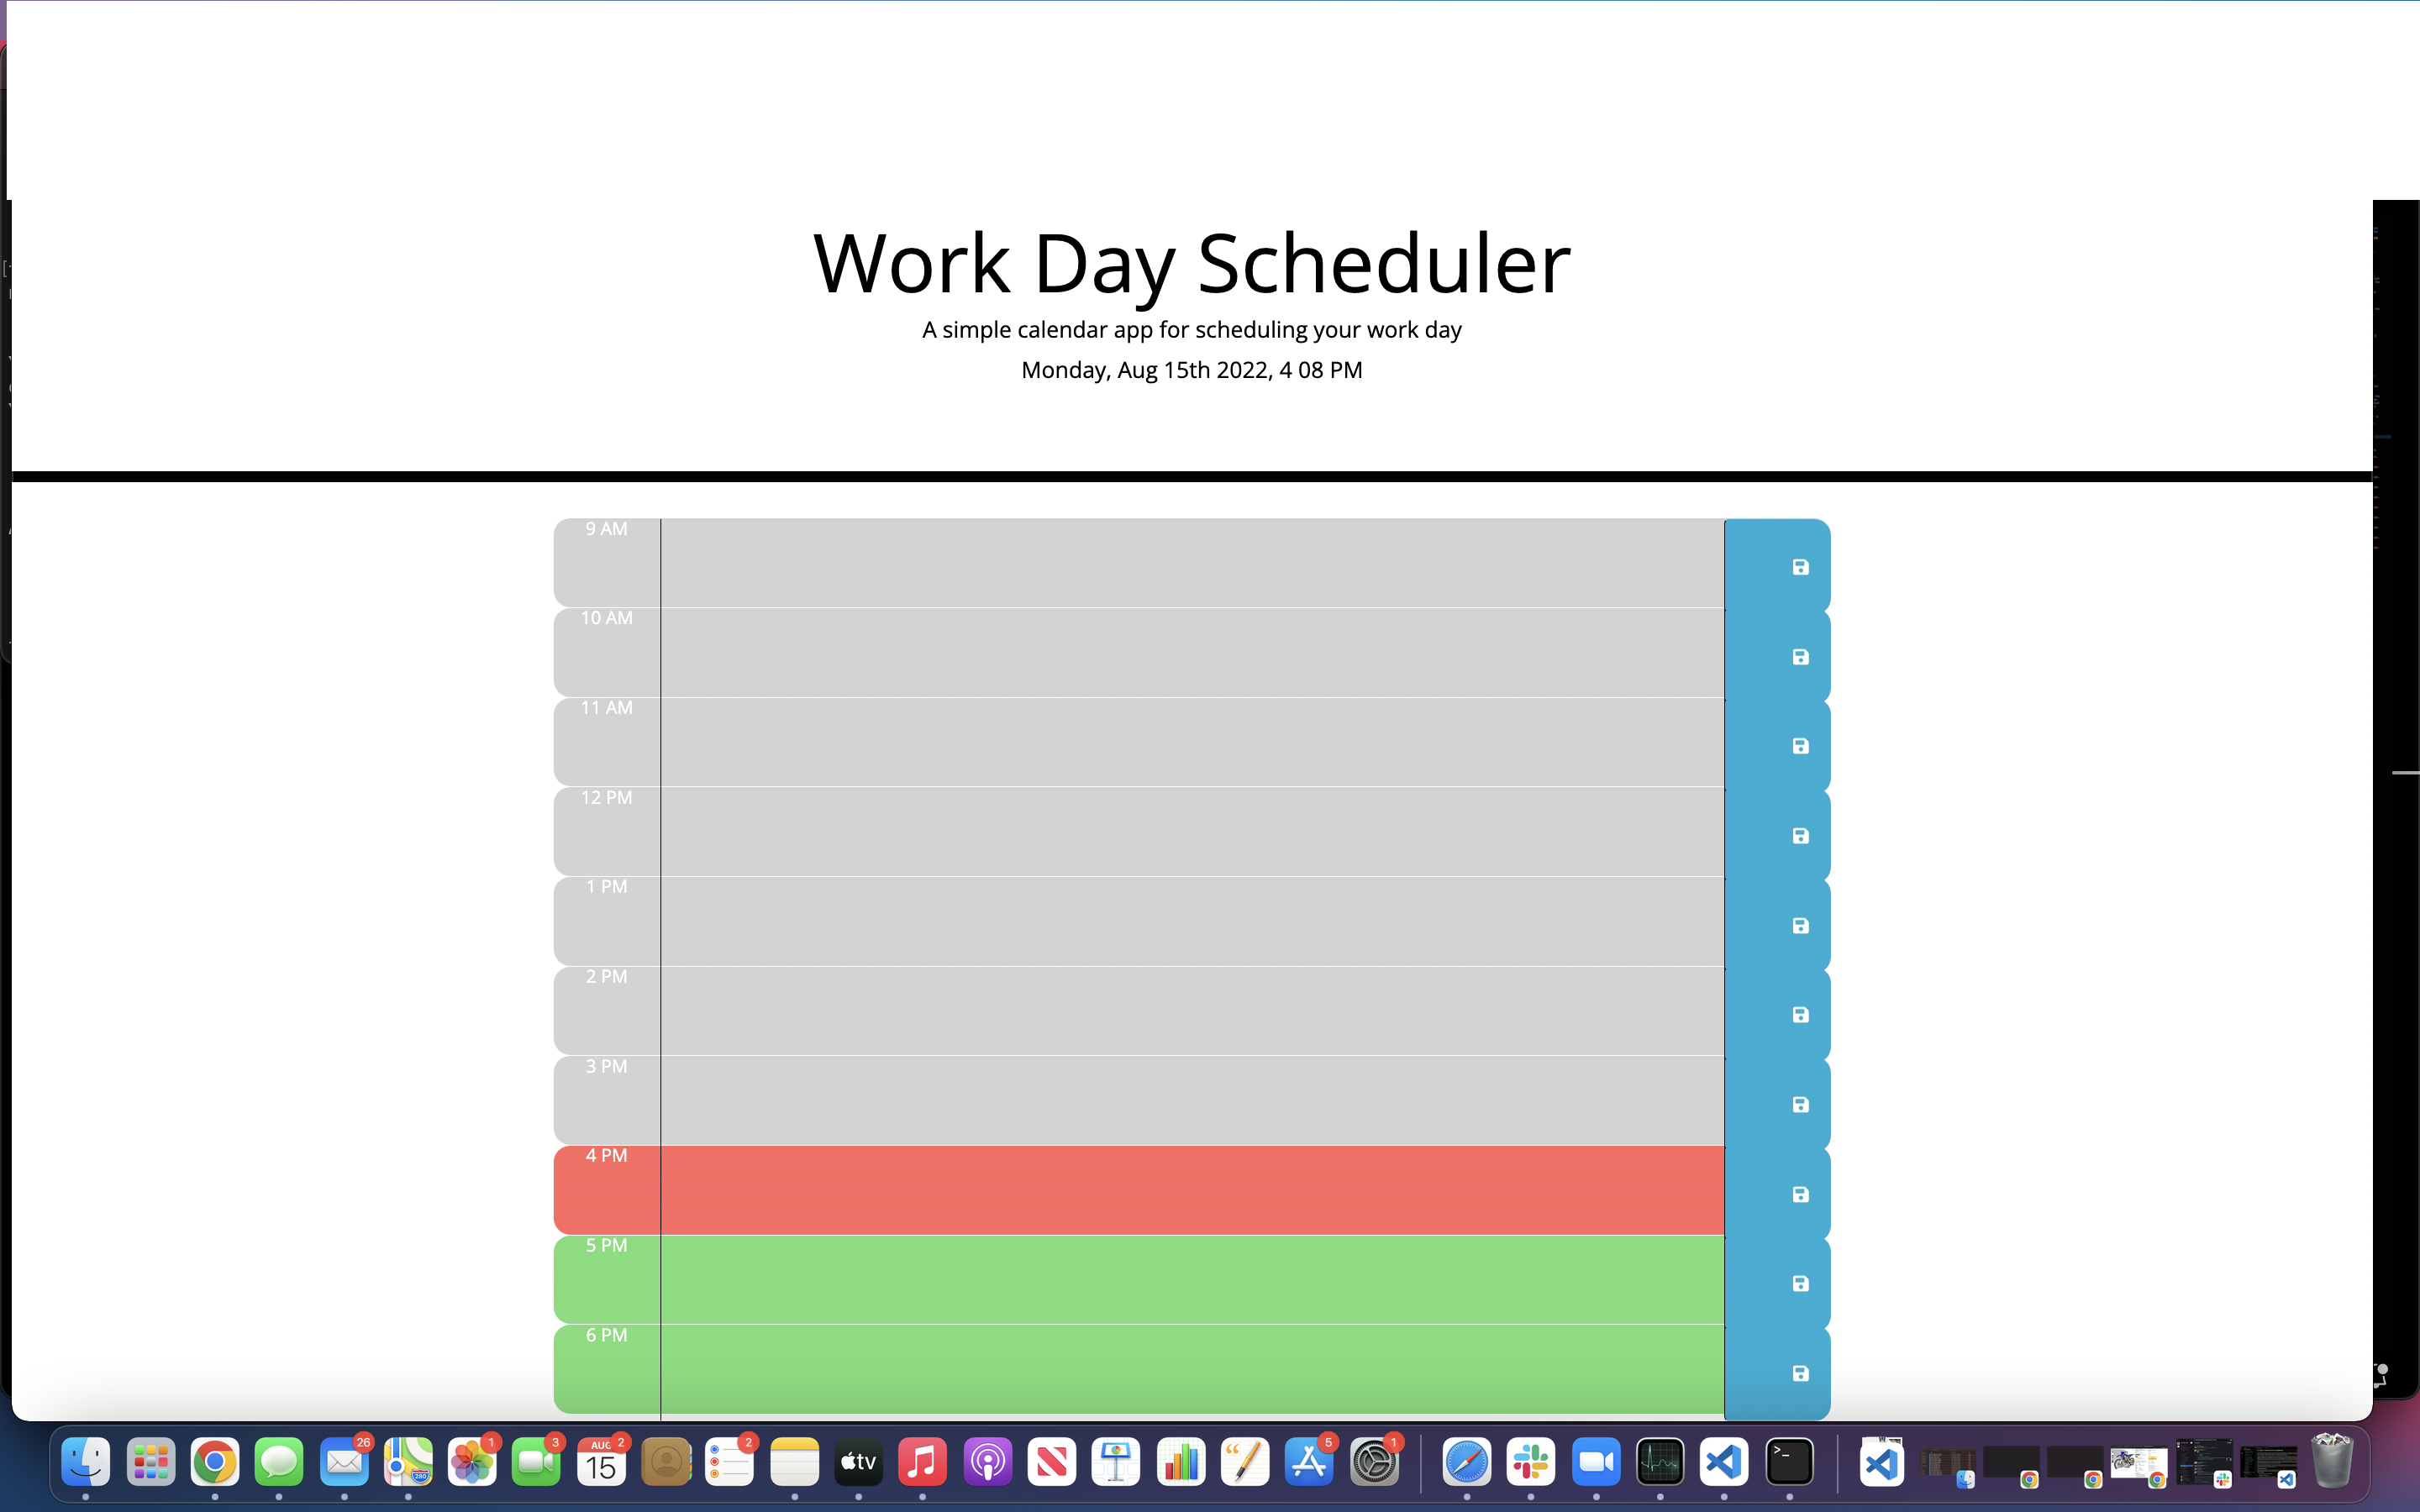 Work Day Scheduler
A simple calendar app for scheduling your work day
Monday, Aug 15th 2022, 4 08 PM
9 AM
10 AM
11 AM
12 PM
1 PM
2 PM
3 PM
4 PM
5 PM
6 PM
26
280
1
3
AUG
2
15
2
tv
5
1
>_